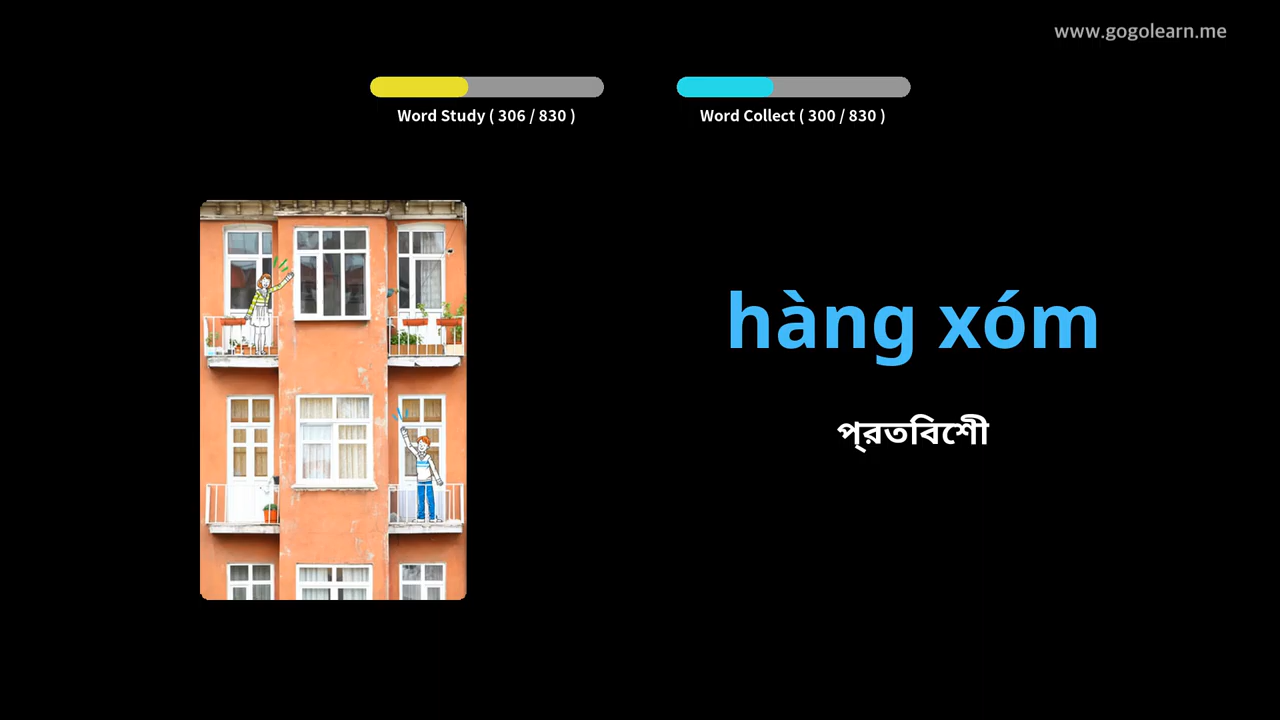 www.gogolearn.me
Word Study ( 306 / 830 )
Word Collect ( 300 / 830 )
hàng xóm
প্রতিবেশী